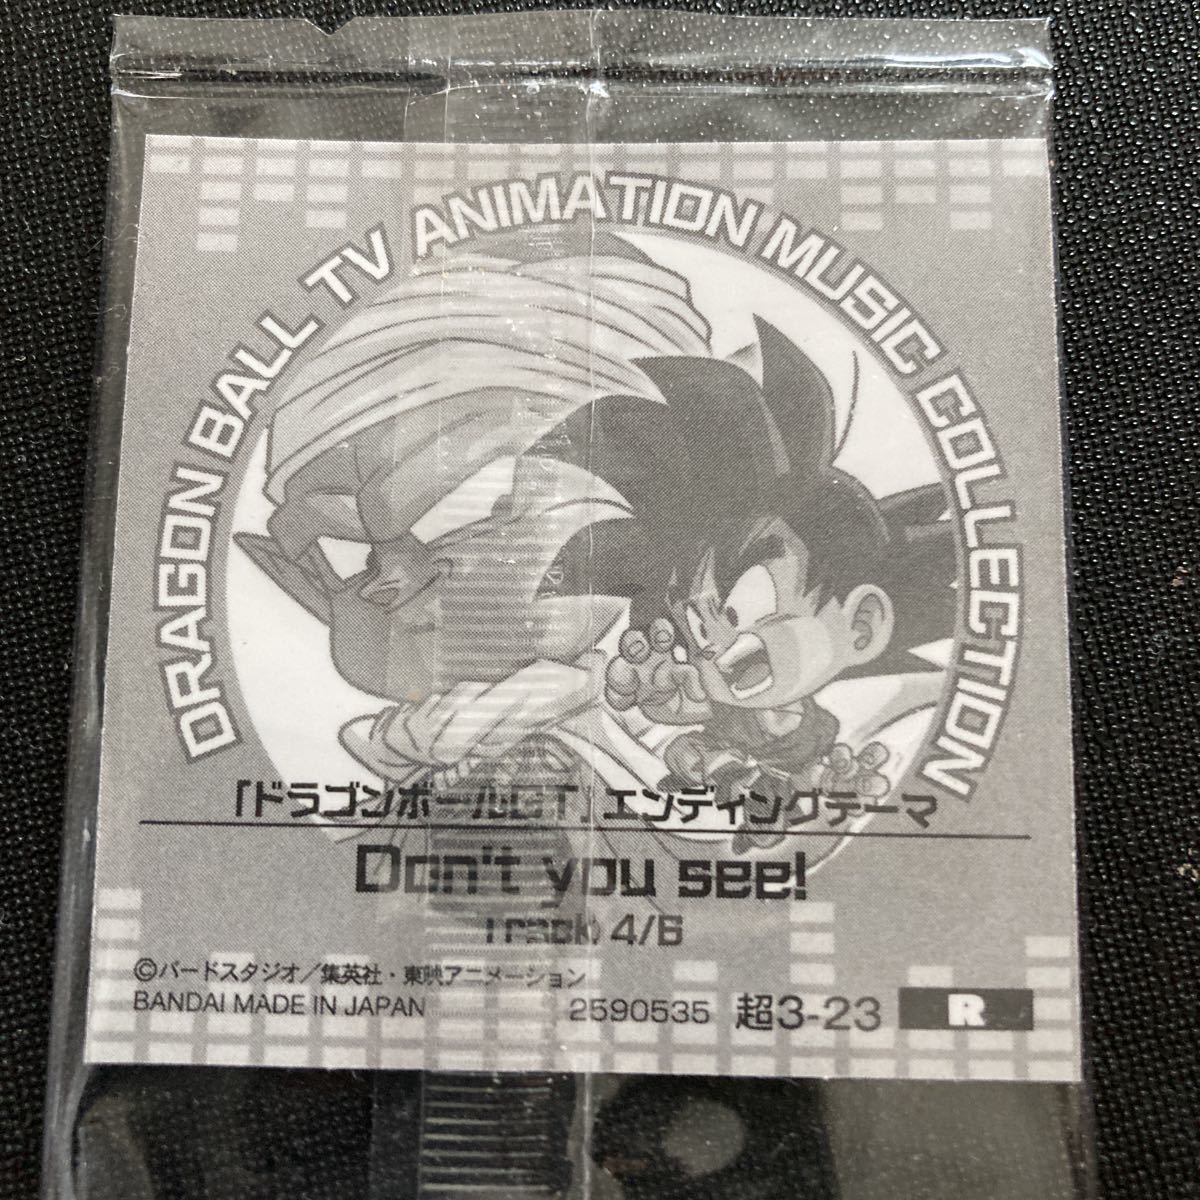 DRAGON BALL TV ANIMATION MUSIC COLLECTION
「ドラゴンボールGT」エンディングテーマ
Don't you see!
Track 4/6
©バードスタジオ／集英社・東映アニメーション
BANDAI MADE IN JAPAN 2590535 超3-23 R